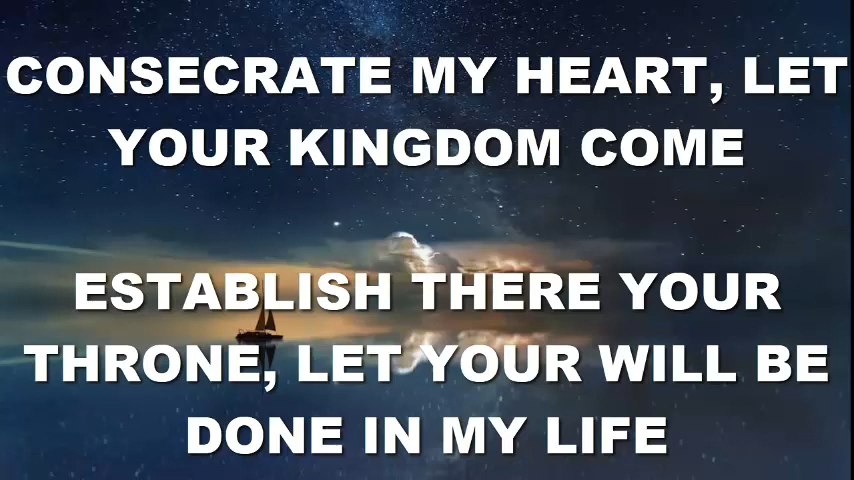 CONSECRATE MY HEART, LET
YOUR KINGDOM COME
ESTABLISH THERE YOUR
THRONE, LET YOUR WILL BE
DONE IN MY LIFE